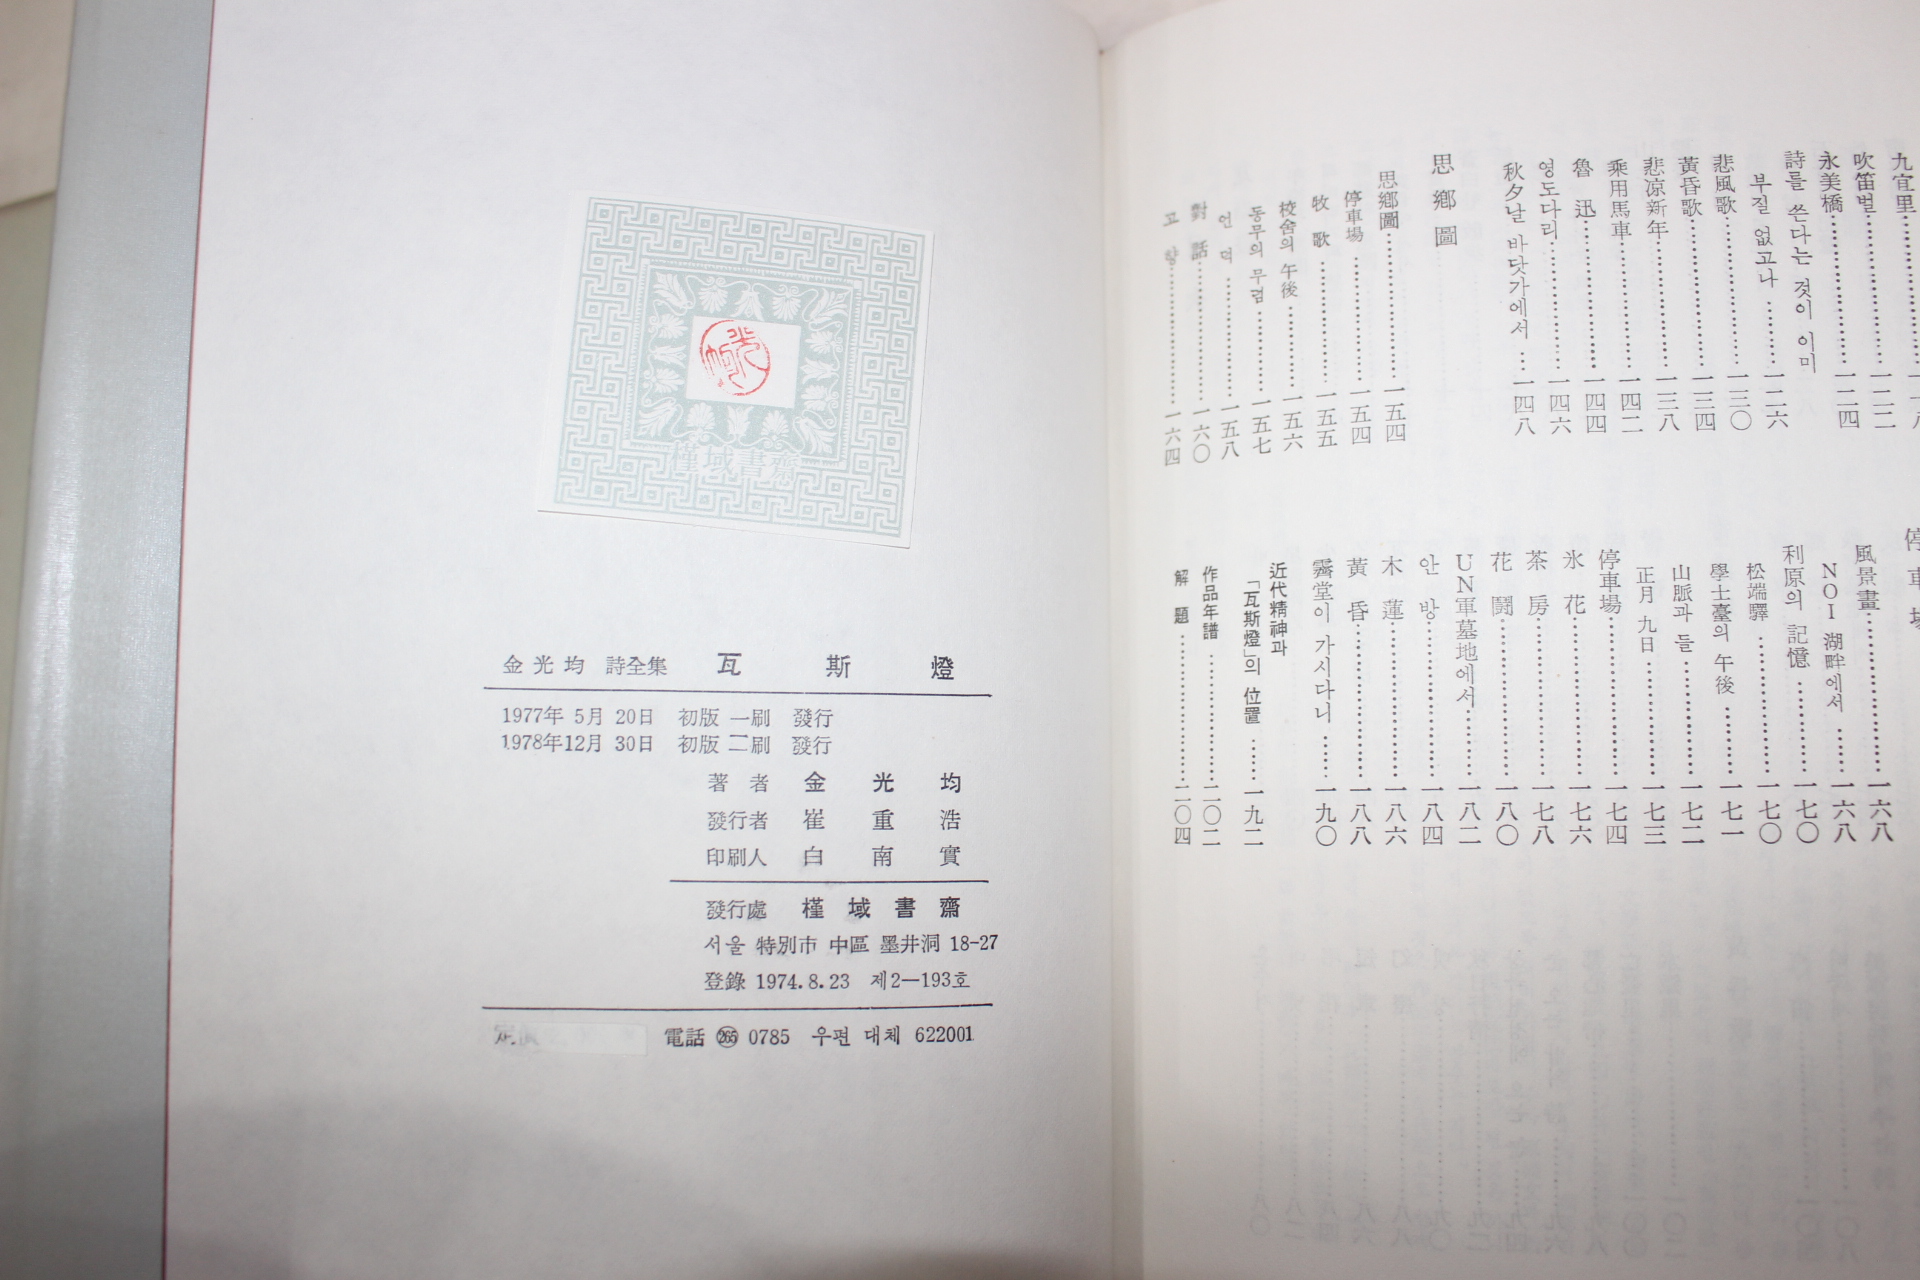 槿域書齋
金光均 詩全集 瓦斯燈
1977年 5月 20日 初版 一刷 發行
1978年12月 30日 初版 二刷 發行
著者 金光均
發行者 崔重浩
印刷人 白南實
發行處 槿域書齋
서울 特別市 中區 墨井洞 18-27
登錄 1974.8.23 제2—193호
電話 265 0785 우편 대체 622001
九宜里
吹笛벌 一二二
永美橋 一二四
詩를 쓴다는 것이 이미
부질 없고나 一二六
悲風歌 一三〇
黃昏歌 一三四
悲凉新年 一三八
乘用馬車 一四二
魯迅 一四四
영도다리 一四六
秋夕날 바닷가에서 一四八
思鄕圖
思鄕圖 一五四
停車場 一五四
牧歌 一五五
校舍의 午後 一五六
동무의 무덤 一五七
언덕 一五八
對話 一六〇
고향 一六四
停車場
風景畫 一六八
NOI 湖畔에서 一六八
利原의 記憶 一七〇
松端驛 一七〇
學士臺의 午後 一七一
山脈과 들 一七二
正月 九日 一七三
停車場 一七四
氷花 一七六
茶房 一七八
花鬪 一八〇
UN軍墓地에서 一八二
안방 一八四
木蓮 一八六
黃昏 一八八
霽堂이 가시다니 一九〇
近代精神과
「瓦斯燈」의 位置 一九二
作品年譜 二〇二
解題 二〇四